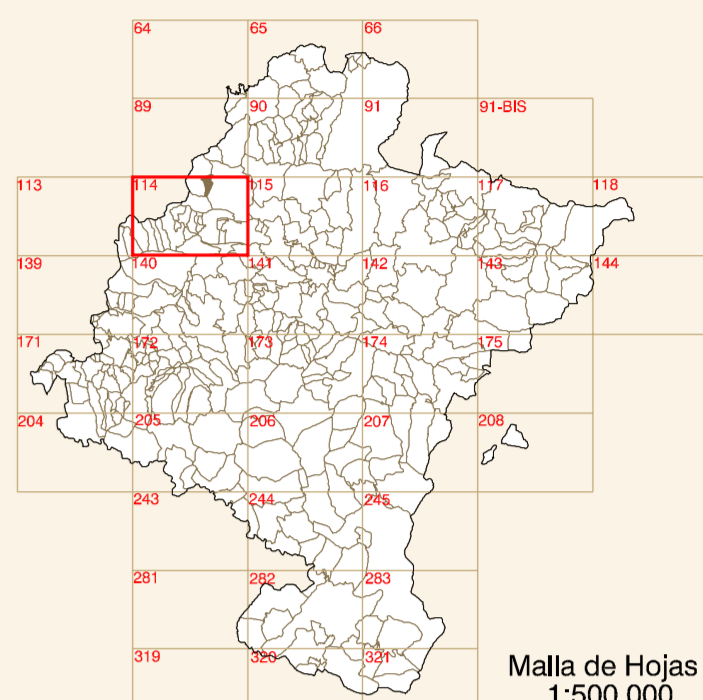 64 65 66
89 90 91 91-BIS
113 114 115 116 117 118
139 140 141 142 143 144
171 172 173 174 175
204 205 206 207 208
243 244 245
281 282 283
319 320 321
Malla de Hojas
1:500.000